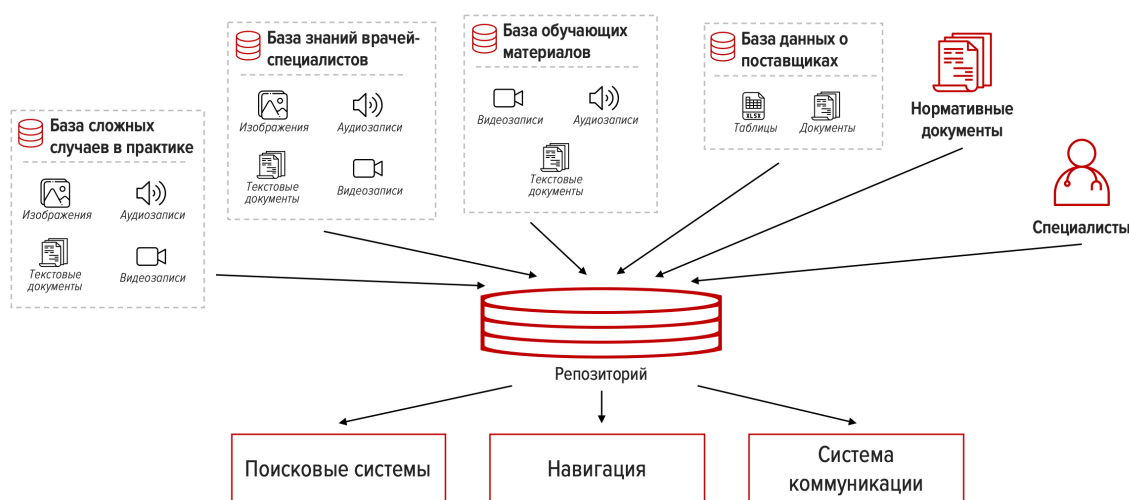 База сложных
случаев в практике
Изображения
Аудиозаписи
Текстовые
документы
Видеозаписи
База знаний врачей-
специалистов
Изображения
Аудиозаписи
Текстовые
документы
Видеозаписи
База обучающих
материалов
Видеозаписи
Аудиозаписи
Текстовые
документы
База данных о
поставщиках
XLSX
Таблицы
Документы
Нормативные
документы
Специалисты
Репозиторий
Поисковые системы
Навигация
Система
коммуникации